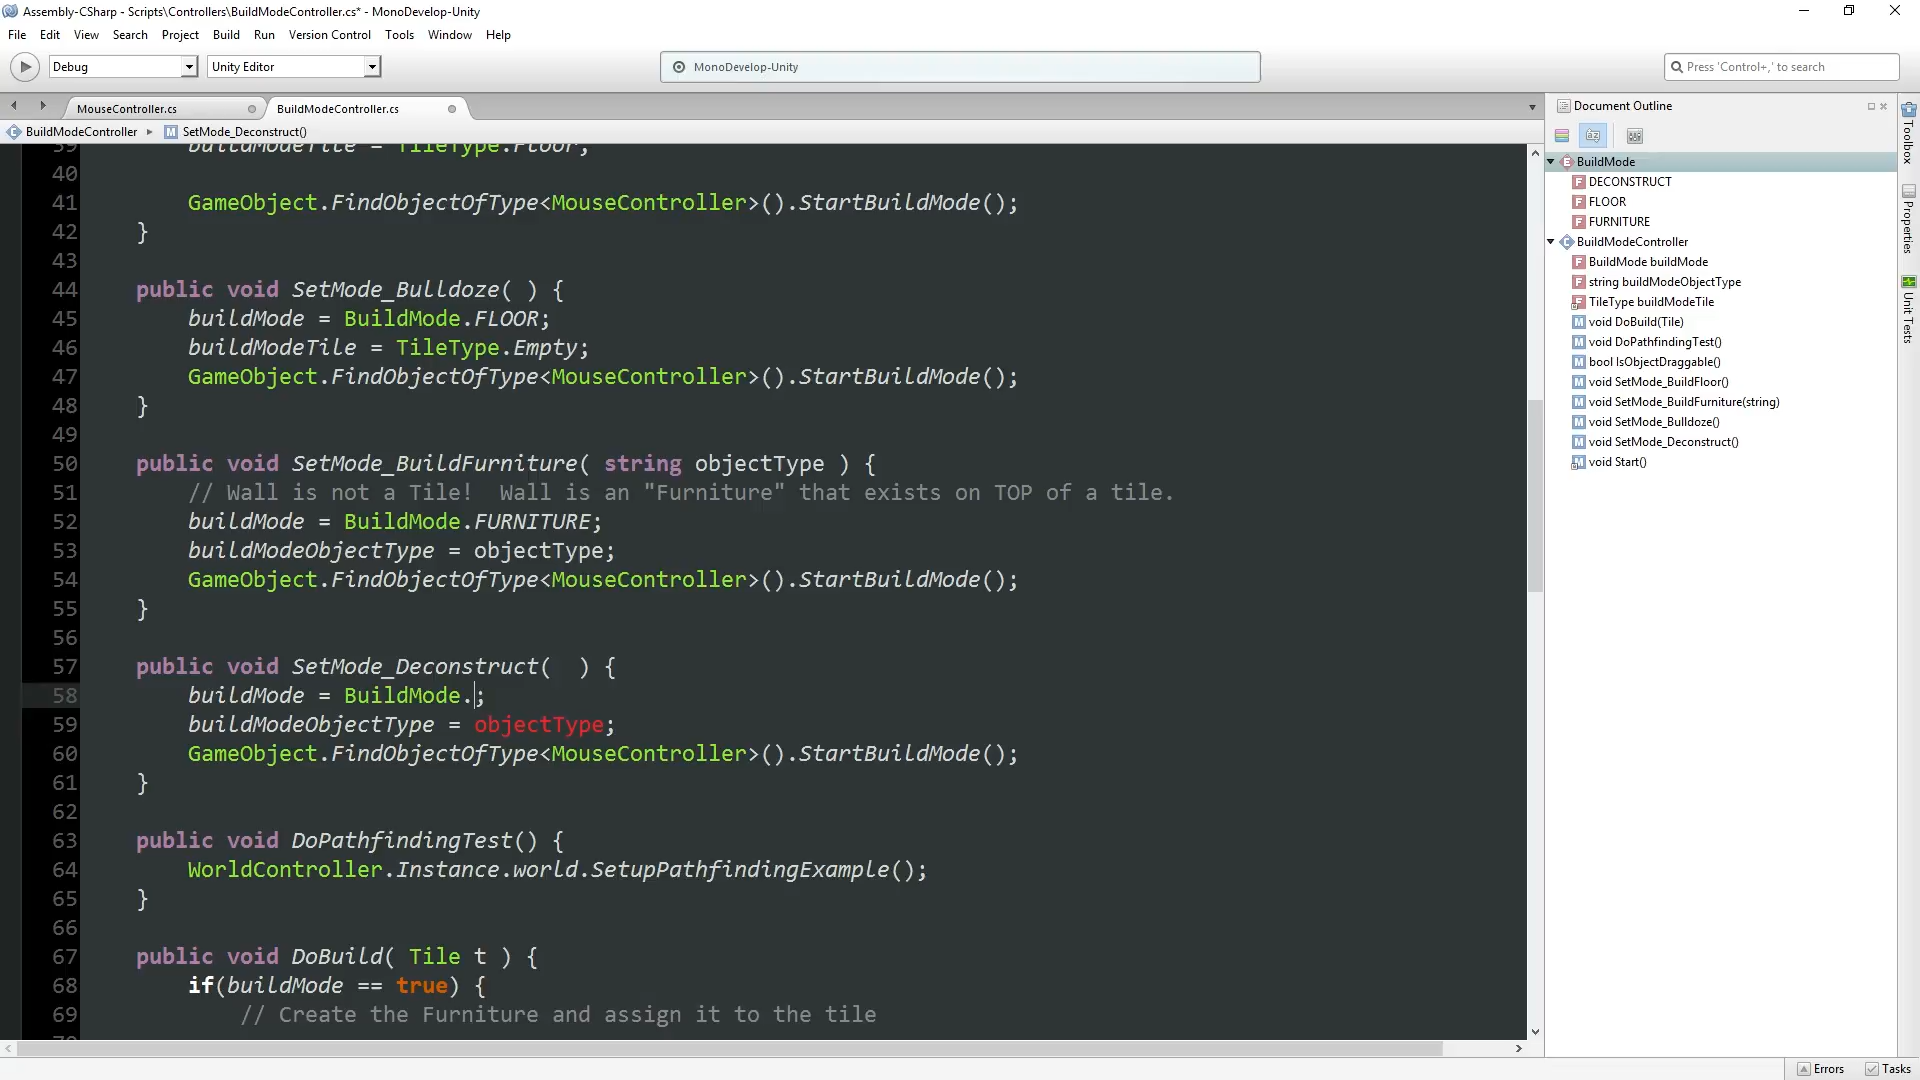 Assembly-CSharp - Scripts\Controllers\BuildModeController.cs* - MonoDevelop-Unity
File Edit View Search Project Build Run Version Control Tools Window Help
Debug Unity Editor MonoDevelop-Unity Press 'Control+,' to search
MouseController.cs BuildModeController.cs
BuildModeController SetMode_Deconstruct()
39 buildModeTile = TileType.Floor;
40
41 GameObject.FindObjectOfType<MouseController>().StartBuildMode();
42 }
43
44 public void SetMode_Bulldoze( ) {
45 buildMode = BuildMode.FLOOR;
46 buildModeTile = TileType.Empty;
47 GameObject.FindObjectOfType<MouseController>().StartBuildMode();
48 }
49
50 public void SetMode_BuildFurniture( string objectType ) {
51 // Wall is not a Tile!  Wall is an "Furniture" that exists on TOP of a tile.
52 buildMode = BuildMode.FURNITURE;
53 buildModeObjectType = objectType;
54 GameObject.FindObjectOfType<MouseController>().StartBuildMode();
55 }
56
57 public void SetMode_Deconstruct(  ) {
58 buildMode = BuildMode.;
59 buildModeObjectType = objectType;
60 GameObject.FindObjectOfType<MouseController>().StartBuildMode();
61 }
62
63 public void DoPathfindingTest() {
64 WorldController.Instance.world.SetupPathfindingExample();
65 }
66
67 public void DoBuild( Tile t ) {
68 if(buildMode == true) {
69 // Create the Furniture and assign it to the tile
Document Outline
BuildMode
DECONSTRUCT
FLOOR
FURNITURE
BuildModeController
BuildMode buildMode
string buildModeObjectType
TileType buildModeTile
void DoBuild(Tile)
void DoPathfindingTest()
bool IsObjectDraggable()
void SetMode_BuildFloor()
void SetMode_BuildFurniture(string)
void SetMode_Bulldoze()
void SetMode_Deconstruct()
void Start()
Toolbox
Properties
Unit Tests
Errors Tasks